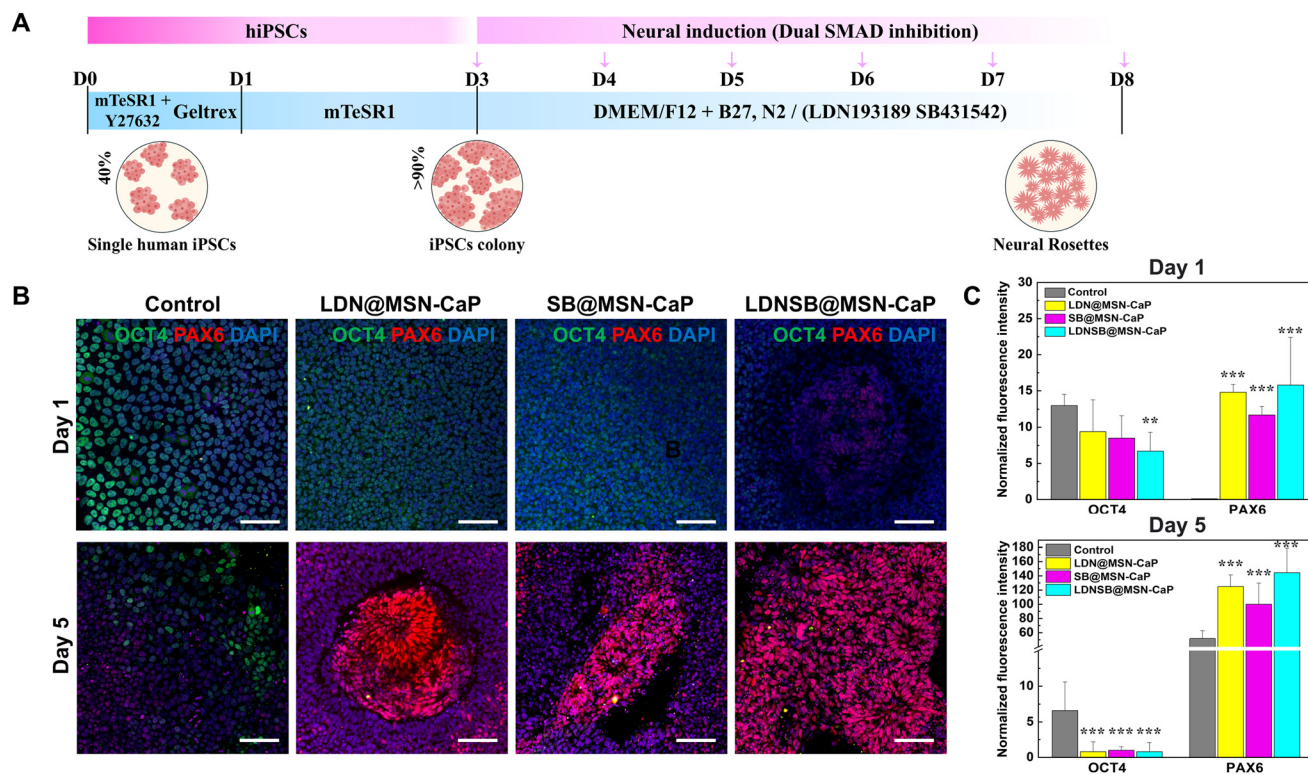 A
hiPSCs
Neural induction (Dual SMAD inhibition)
D0
D1
D3
D4
D5
D6
D7
D8
mTeSR1 +
Y27632
Geltrex
mTeSR1
DMEM/F12 + B27, N2 / (LDN193189 SB431542)
40%
>90%
Single human iPSCs
iPSCs colony
Neural Rosettes
B
Control
LDN@MSN-CaP
SB@MSN-CaP
LDNSB@MSN-CaP
OCT4 PAX6 DAPI
OCT4 PAX6 DAPI
OCT4 PAX6 DAPI
OCT4 PAX6 DAPI
Day 1
B
Day 5
C
Day 1
Normalized fluorescence intensity
30
25
20
15
10
5
0
Control
LDN@MSN-CaP
SB@MSN-CaP
LDNSB@MSN-CaP
**
***
***
***
OCT4
PAX6
Day 5
Normalized fluorescence intensity
180
160
140
120
100
80
60
10
5
0
Control
LDN@MSN-CaP
SB@MSN-CaP
LDNSB@MSN-CaP
*** *** ***
***
***
***
OCT4
PAX6